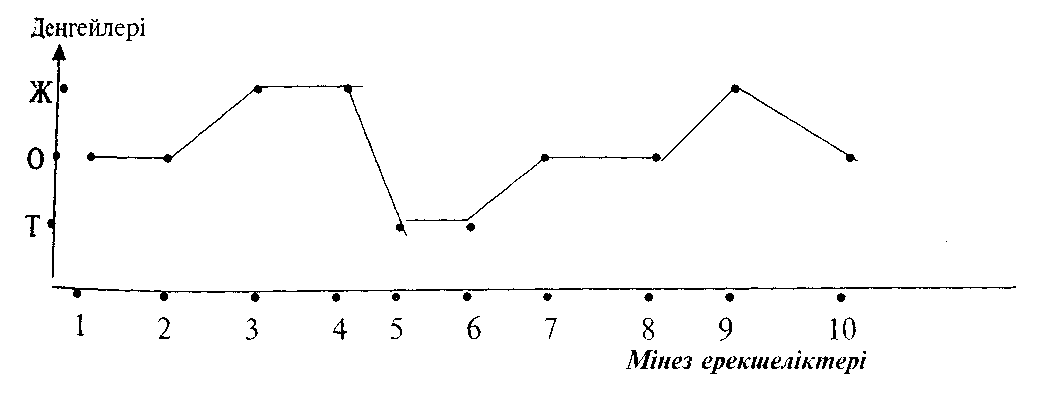 Деңгейлері
Ж
О
Т
1 2 3 4 5 6 7 8 9 10
Мінез ерекшеліктері